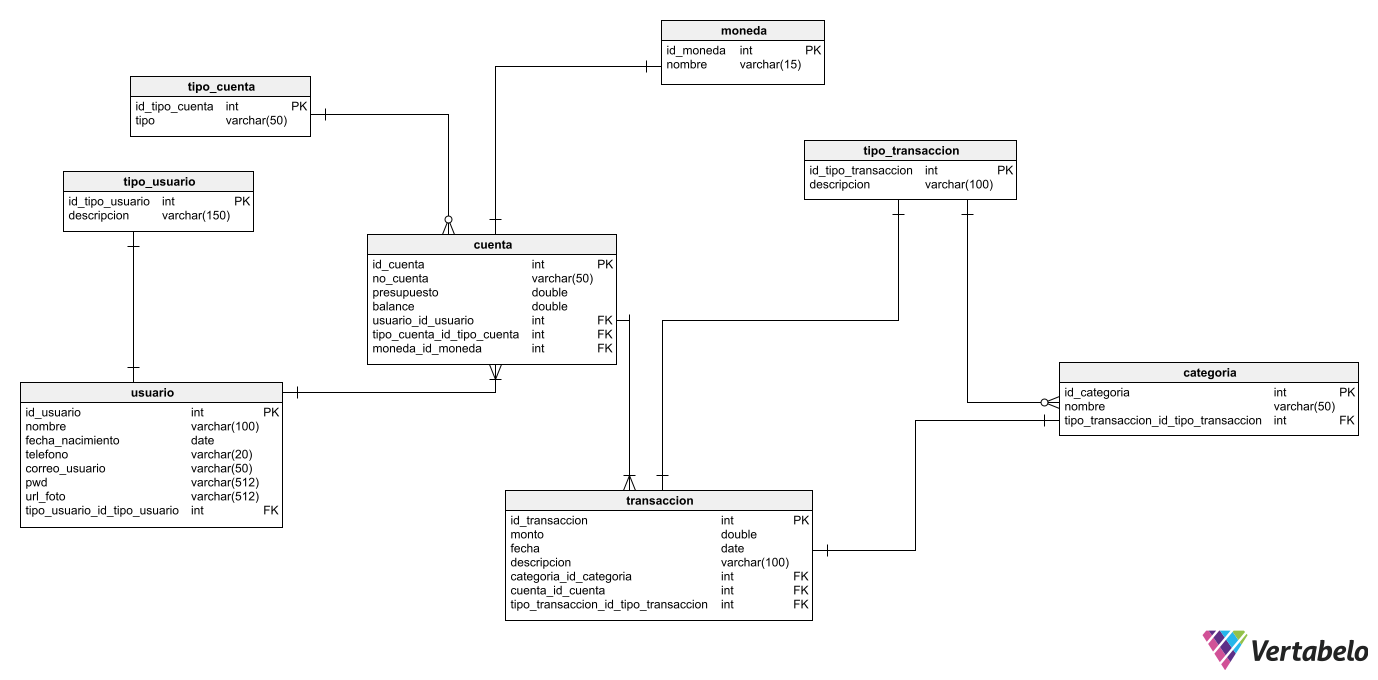 moneda
id_moneda int PK
nombre varchar(15)
tipo_cuenta
id_tipo_cuenta int PK
tipo varchar(50)
tipo_transaccion
id_tipo_transaccion int PK
descripcion varchar(100)
tipo_usuario
id_tipo_usuario int PK
descripcion varchar(150)
cuenta
id_cuenta int PK
no_cuenta varchar(50)
presupuesto double
balance double
usuario_id_usuario int FK
tipo_cuenta_id_tipo_cuenta int FK
moneda_id_moneda int FK
categoria
id_categoria int PK
nombre varchar(50)
tipo_transaccion_id_tipo_transaccion int FK
usuario
id_usuario int PK
nombre varchar(100)
fecha_nacimiento date
telefono varchar(20)
correo_usuario varchar(50)
pwd varchar(512)
url_foto varchar(512)
tipo_usuario_id_tipo_usuario int FK
transaccion
id_transaccion int PK
monto double
fecha date
descripcion varchar(100)
categoria_id_categoria int FK
cuenta_id_cuenta int FK
tipo_transaccion_id_tipo_transaccion int FK
Vertabelo